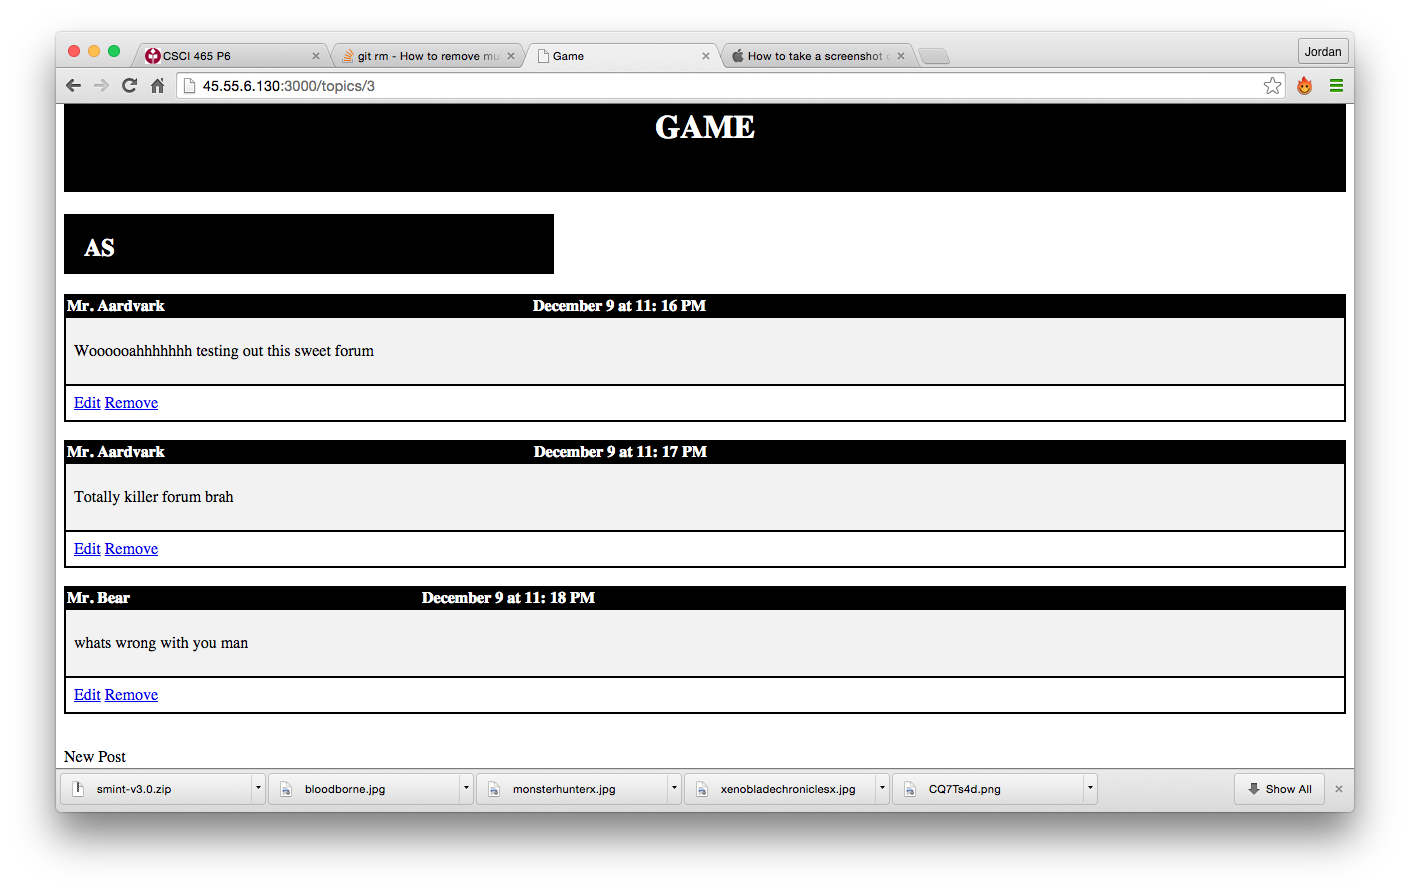 CSCI 465 P6
git rm - How to remove mu
Game
How to take a screenshot o
Jordan
45.55.6.130:3000/topics/3
GAME
AS
Mr. Aardvark December 9 at 11: 16 PM
Woooooahhhhhhh testing out this sweet forum
Edit Remove
Mr. Aardvark December 9 at 11: 17 PM
Totally killer forum brah
Edit Remove
Mr. Bear December 9 at 11: 18 PM
whats wrong with you man
Edit Remove
New Post
smint-v3.0.zip
bloodborne.jpg
monsterhunterx.jpg
xenobladechroniclesx.jpg
CQ7Ts4d.png
Show All